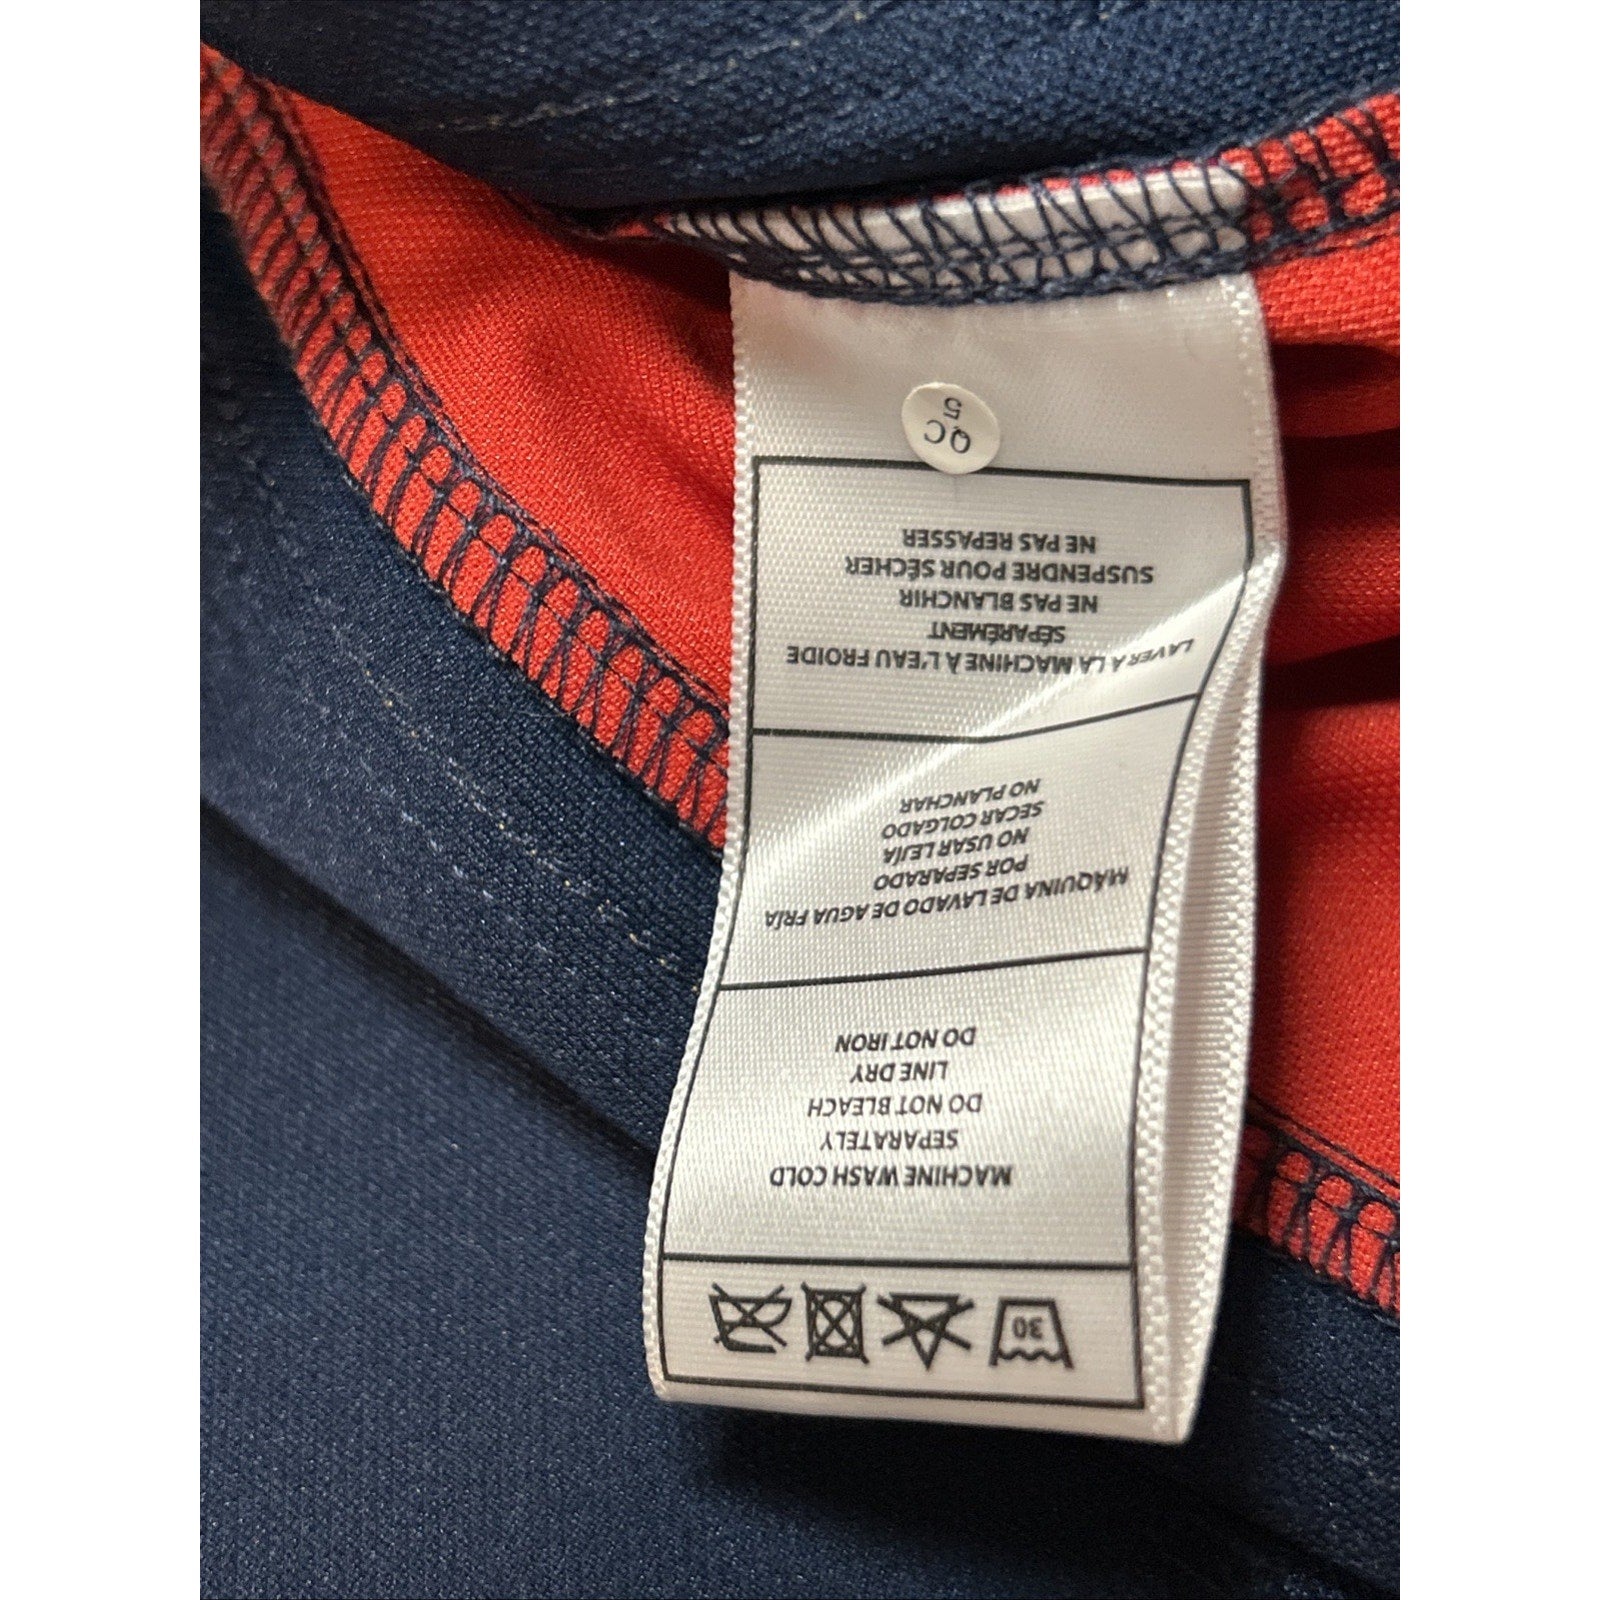 30
MACHINE WASH COLD
SEPARATELY
DO NOT BLEACH
LINE DRY
DO NOT IRON
MÁQUINA DE LAVADO DE AGUA FRÍA
POR SEPARADO
NO USAR LEJÍA
SECAR COLGADO
NO PLANCHAR
LAVER À LA MACHINE À L'EAU FROIDE
SÉPARÉMENT
NE PAS BLANCHIR
SUSPENDRE POUR SÉCHER
NE PAS REPASSER
QC
5